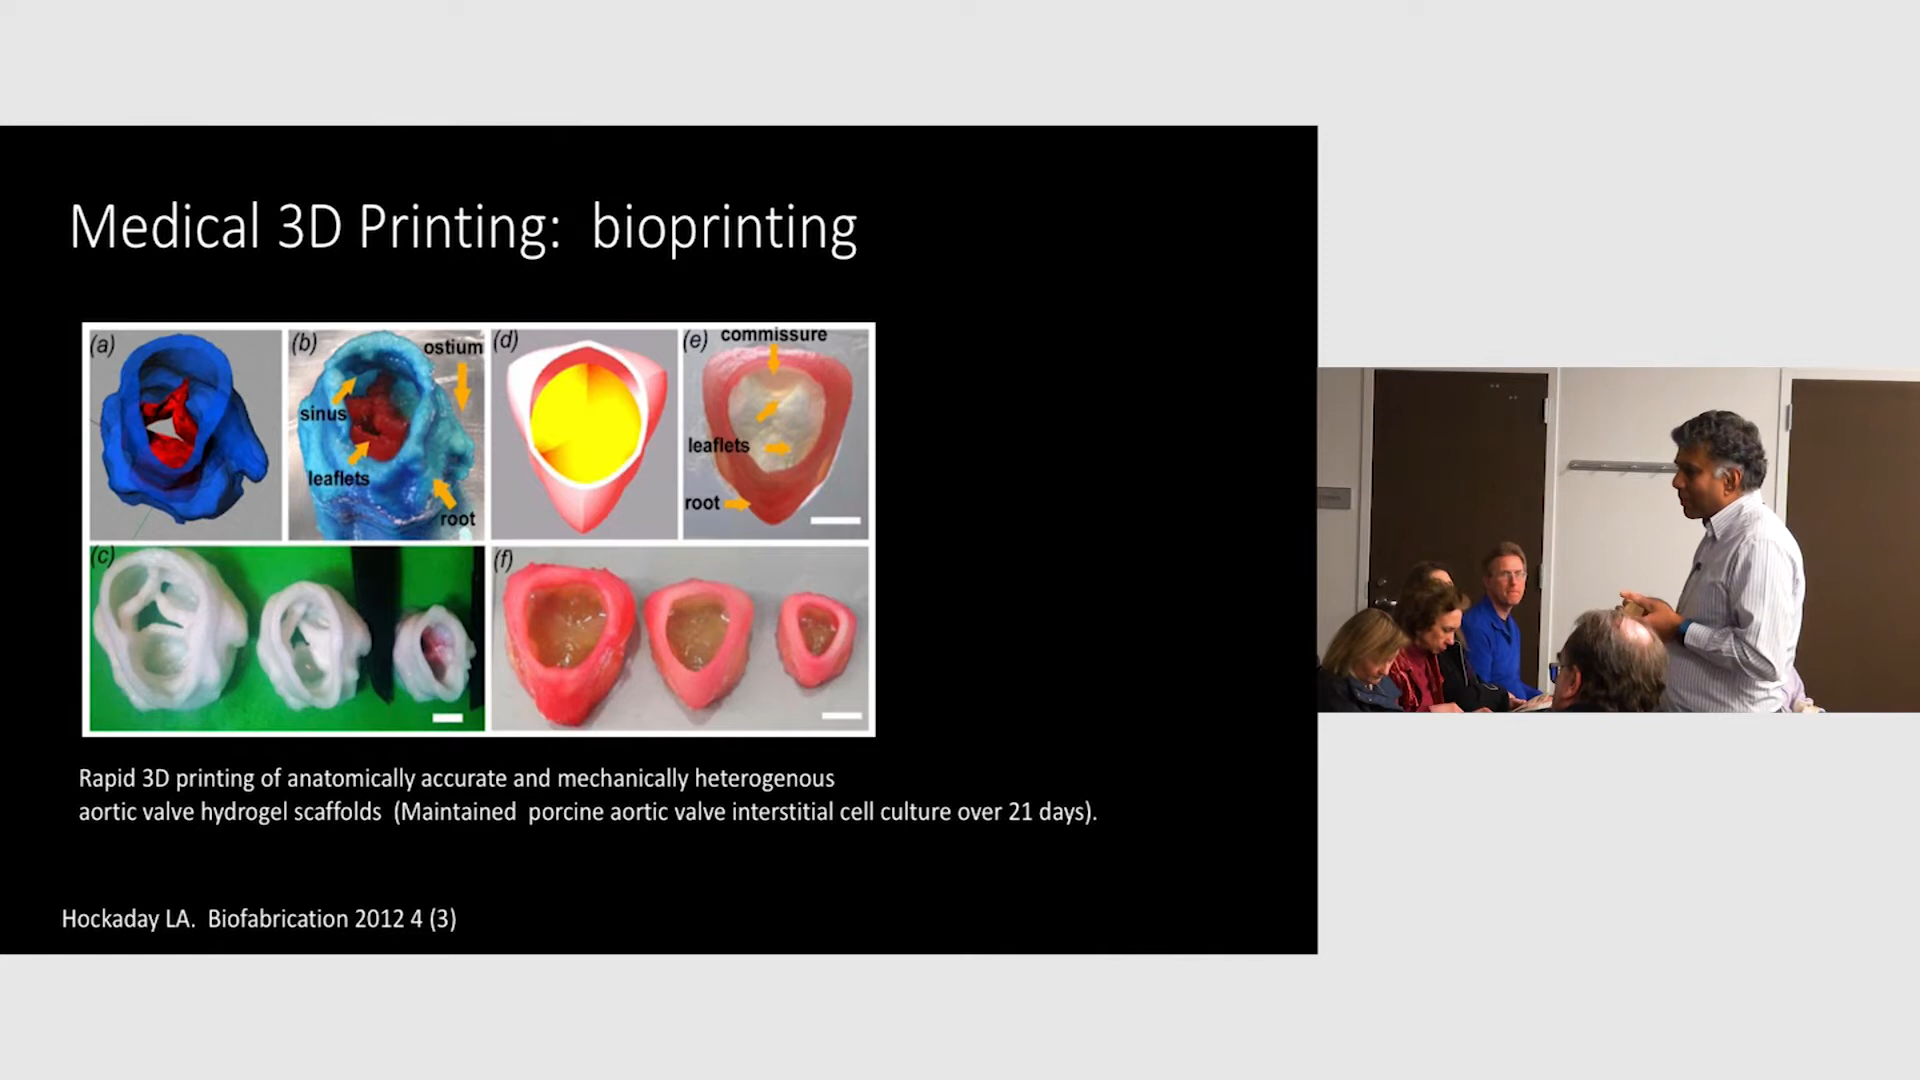 Medical 3D Printing: bioprinting
(a)
(b)
ostium
sinus
leaflets
root
(d)
(e)
commissure
leaflets
root
(c)
(f)
Rapid 3D printing of anatomically accurate and mechanically heterogenous
aortic valve hydrogel scaffolds (Maintained porcine aortic valve interstitial cell culture over 21 days).
Hockaday LA. Biofabrication 2012 4 (3)